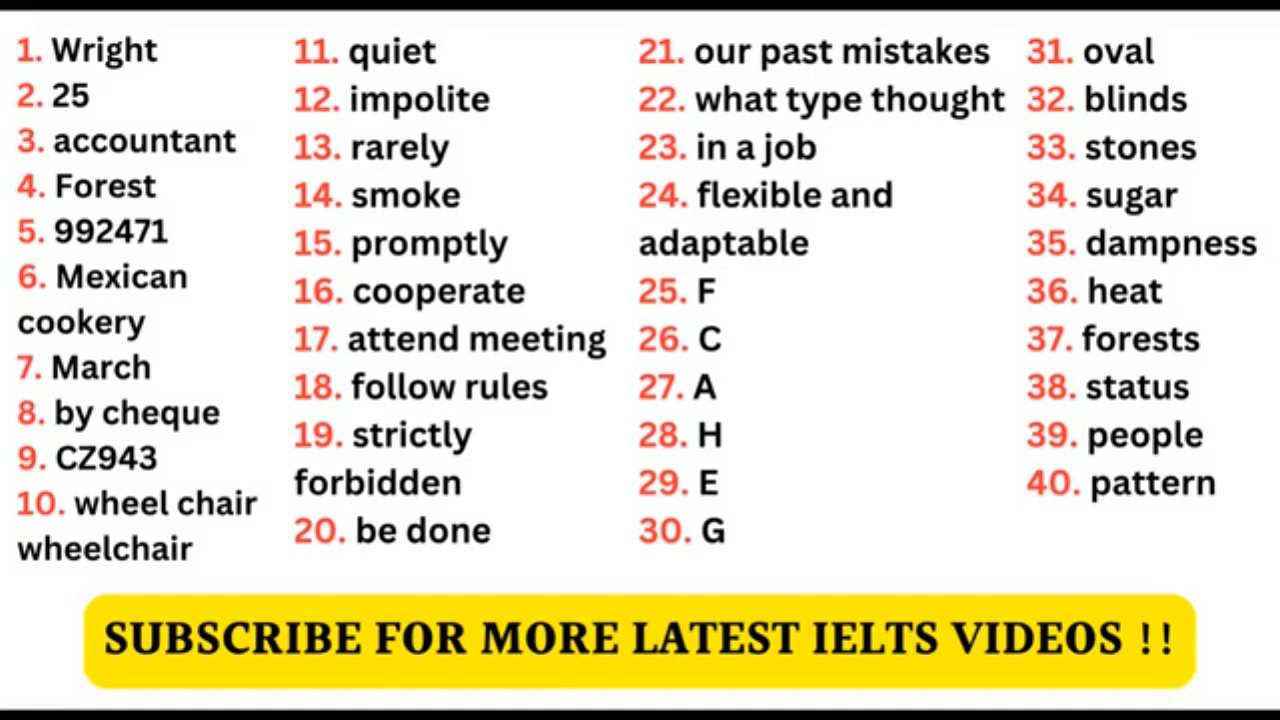 1. Wright
2. 25
3. accountant
4. Forest
5. 992471
6. Mexican
cookery
7. March
8. by cheque
9. CZ943
10. wheel chair
wheelchair
11. quiet
12. impolite
13. rarely
14. smoke
15. promptly
16. cooperate
17. attend meeting
18. follow rules
19. strictly
forbidden
20. be done
21. our past mistakes
22. what type thought
23. in a job
24. flexible and
adaptable
25. F
26. C
27. A
28. H
29. E
30. G
31. oval
32. blinds
33. stones
34. sugar
35. dampness
36. heat
37. forests
38. status
39. people
40. pattern
SUBSCRIBE FOR MORE LATEST IELTS VIDEOS !!